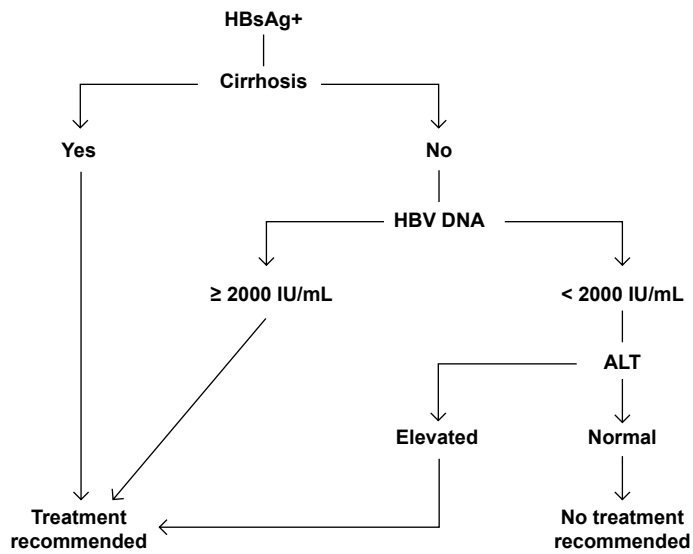 HBsAg+
Cirrhosis
Yes
No
HBV DNA
≥ 2000 IU/mL
< 2000 IU/mL
ALT
Elevated
Normal
Treatment
recommended
No treatment
recommended